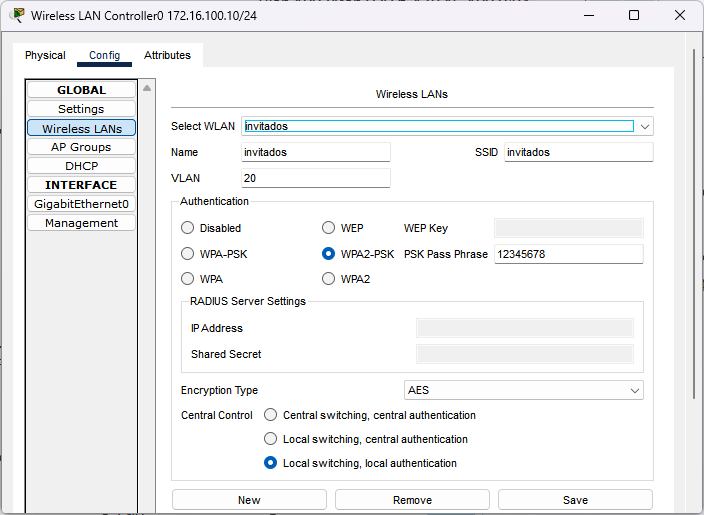 Wireless LAN Controller0 172.16.100.10/24
Physical Config Attributes
GLOBAL
Settings
Wireless LANs
AP Groups
DHCP
INTERFACE
GigabitEthernet0
Management
Wireless LANs
Select WLAN invitados
Name invitados SSID invitados
VLAN 20
Authentication
Disabled WEP WEP Key
WPA-PSK WPA2-PSK PSK Pass Phrase 12345678
WPA WPA2
RADIUS Server Settings
IP Address
Shared Secret
Encryption Type AES
Central Control Central switching, central authentication
Local switching, central authentication
Local switching, local authentication
New Remove Save